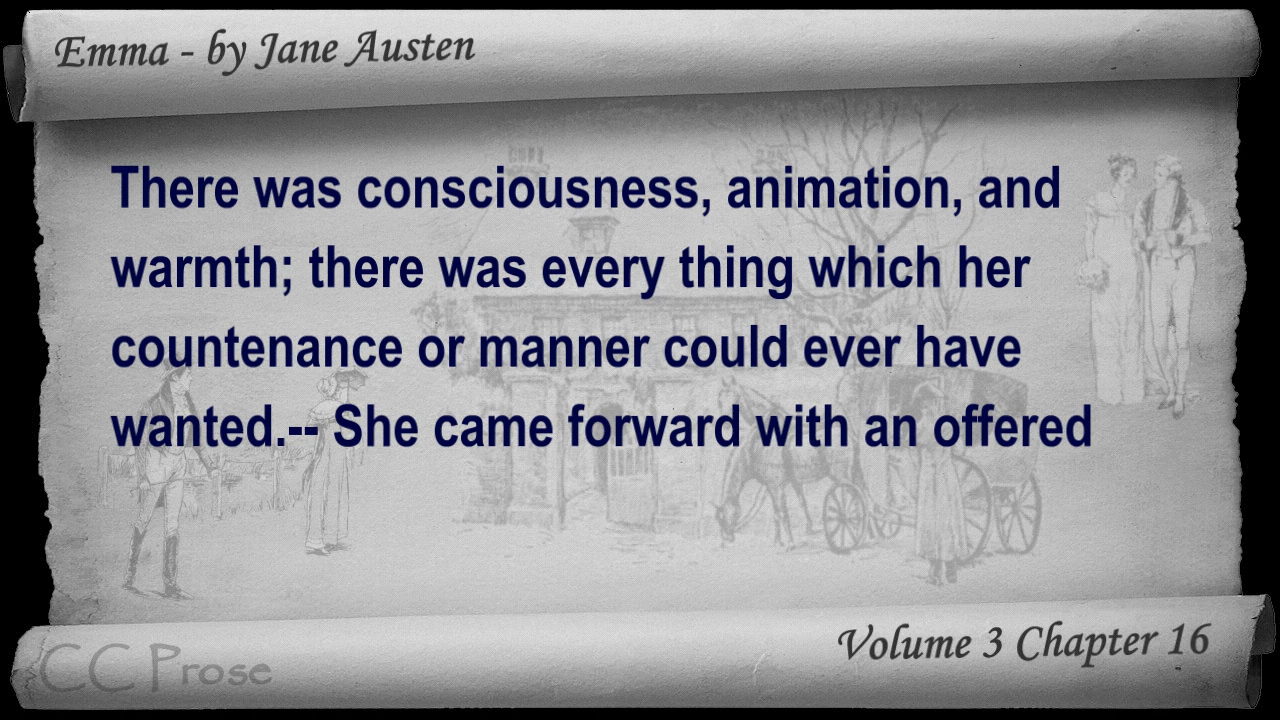 Emma - by Jane Austen
There was consciousness, animation, and
warmth; there was every thing which her
countenance or manner could ever have
wanted.-- She came forward with an offered
Volume 3 Chapter 16
CC Prose